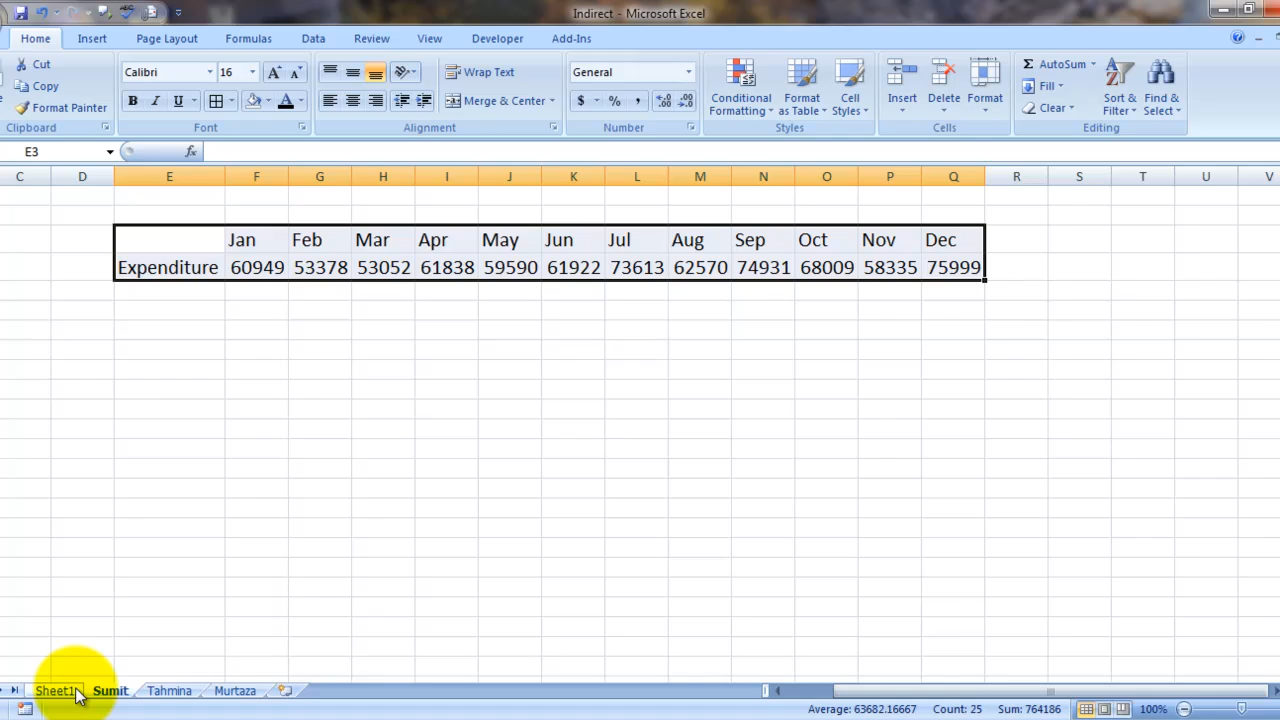 Indirect - Microsoft Excel
Home Insert Page Layout Formulas Data Review View Developer Add-Ins
Cut
Copy
Format Painter
Clipboard
Calibri 16
B I U A
Font
Wrap Text
Merge & Center
Alignment
General
$ % ,
Number
Conditional Formatting
Format as Table
Cell Styles
Styles
Insert Delete Format
Cells
AutoSum
Fill
Clear
Sort & Filter
Find & Select
Editing
E3 fx
C D E F G H I J K L M N O P Q R S T U V
Jan Feb Mar Apr May Jun Jul Aug Sep Oct Nov Dec
Expenditure 60949 53378 53052 61838 59590 61922 73613 62570 74931 68009 58335 75999
Sheet1 Sumit Tahmina Murtaza
Average: 63682.16667 Count: 25 Sum: 764186 100%